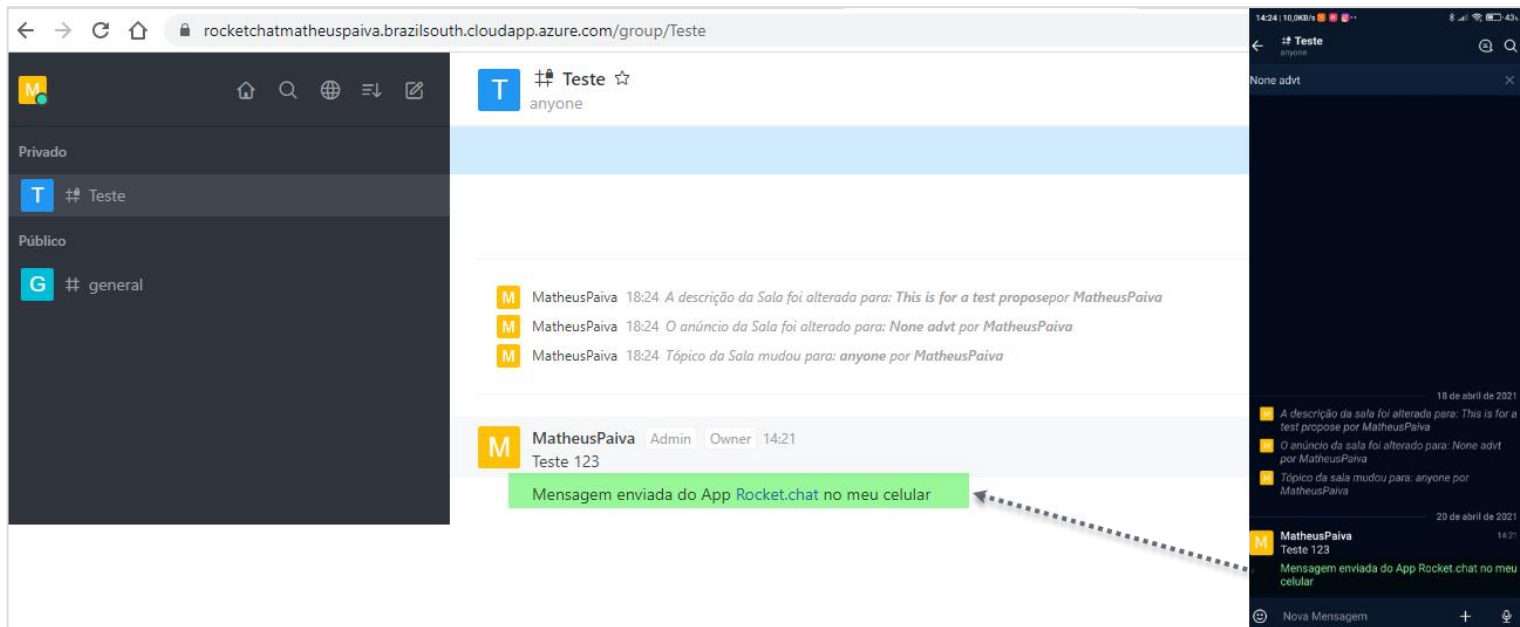 rocketchatmatheuspaiva.brazilsouth.cloudapp.azure.com/group/Teste
M
Privado
T Teste
Público
G general
T Teste
anyone
M MatheusPaiva 18:24 A descrição da Sala foi alterada para: This is for a test proposepor MatheusPaiva
M MatheusPaiva 18:24 O anúncio da Sala foi alterado para: None advt por MatheusPaiva
M MatheusPaiva 18:24 Tópico da Sala mudou para: anyone por MatheusPaiva
M MatheusPaiva Admin Owner 14:21
Teste 123
Mensagem enviada do App Rocket.chat no meu celular
14:24 | 10,0KB/s 43
Teste
anyone
None advt
18 de abril de 2021
M A descrição da sala foi alterada para: This is for a
test propose por MatheusPaiva
M O anúncio da sala foi alterado para: None advt
por MatheusPaiva
M Tópico da sala mudou para: anyone por
MatheusPaiva
20 de abril de 2021
M MatheusPaiva 14:21
Teste 123
Mensagem enviada do App Rocket.chat no meu
celular
Nova Mensagem